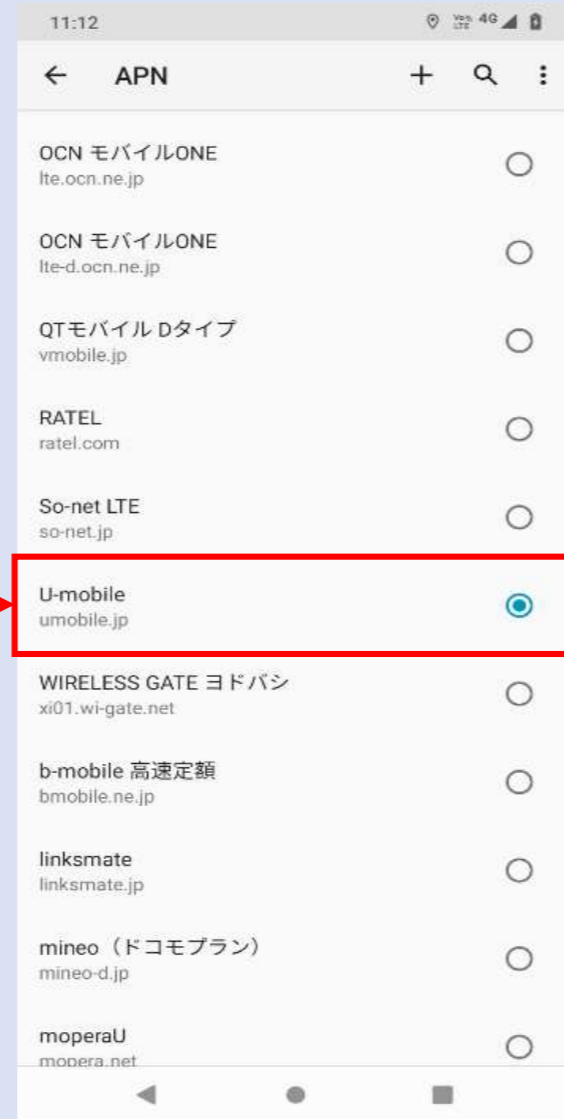 11:12
Vo)) LTE 4G
APN
OCN モバイルONE
lte.ocn.ne.jp
OCN モバイルONE
lte-d.ocn.ne.jp
QTモバイル Dタイプ
vmobile.jp
RATEL
ratel.com
So-net LTE
so-net.jp
U-mobile
umobile.jp
WIRELESS GATE ヨドバシ
xi01.wi-gate.net
b-mobile 高速定額
bmobile.ne.jp
linksmate
linksmate.jp
mineo（ドコモプラン）
mineo-d.jp
moperaU
mopera.net